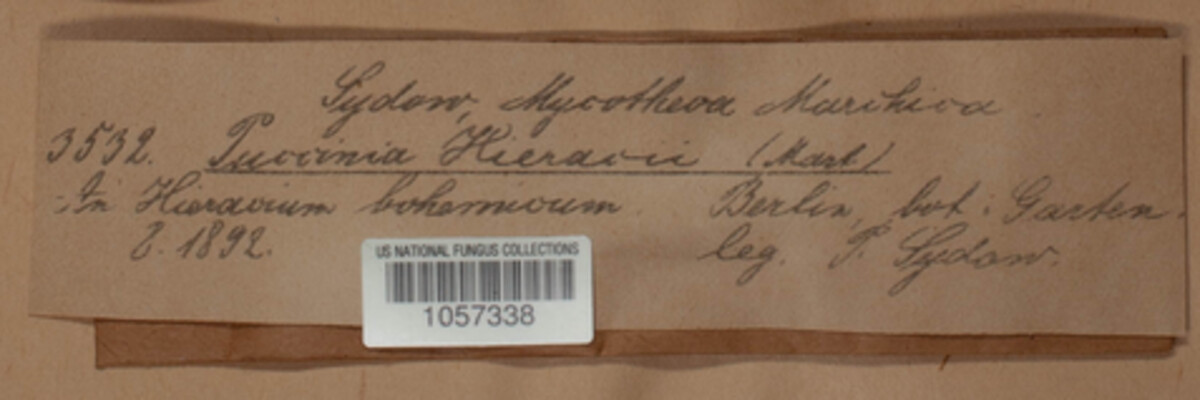 Sydow, Mycotheca Marchica
3532. Puccinia Hieracii (Mart)
In Hieracium bohemicum. Berlin, bot. Garten.
8. 1892. leg. P. Sydow.
US NATIONAL FUNGUS COLLECTIONS
1057338